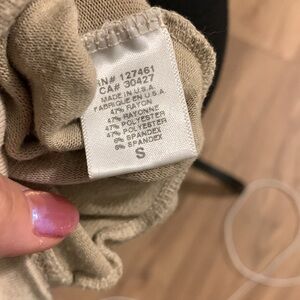 RN# 127461
CA# 30427
MADE IN U.S.A.
FABRIQUE EN U.S.A.
47% RAYON
47% RAYONNE
47% POLYESTER
47% POLYESTER
6% SPANDEX
6% SPANDEX
S